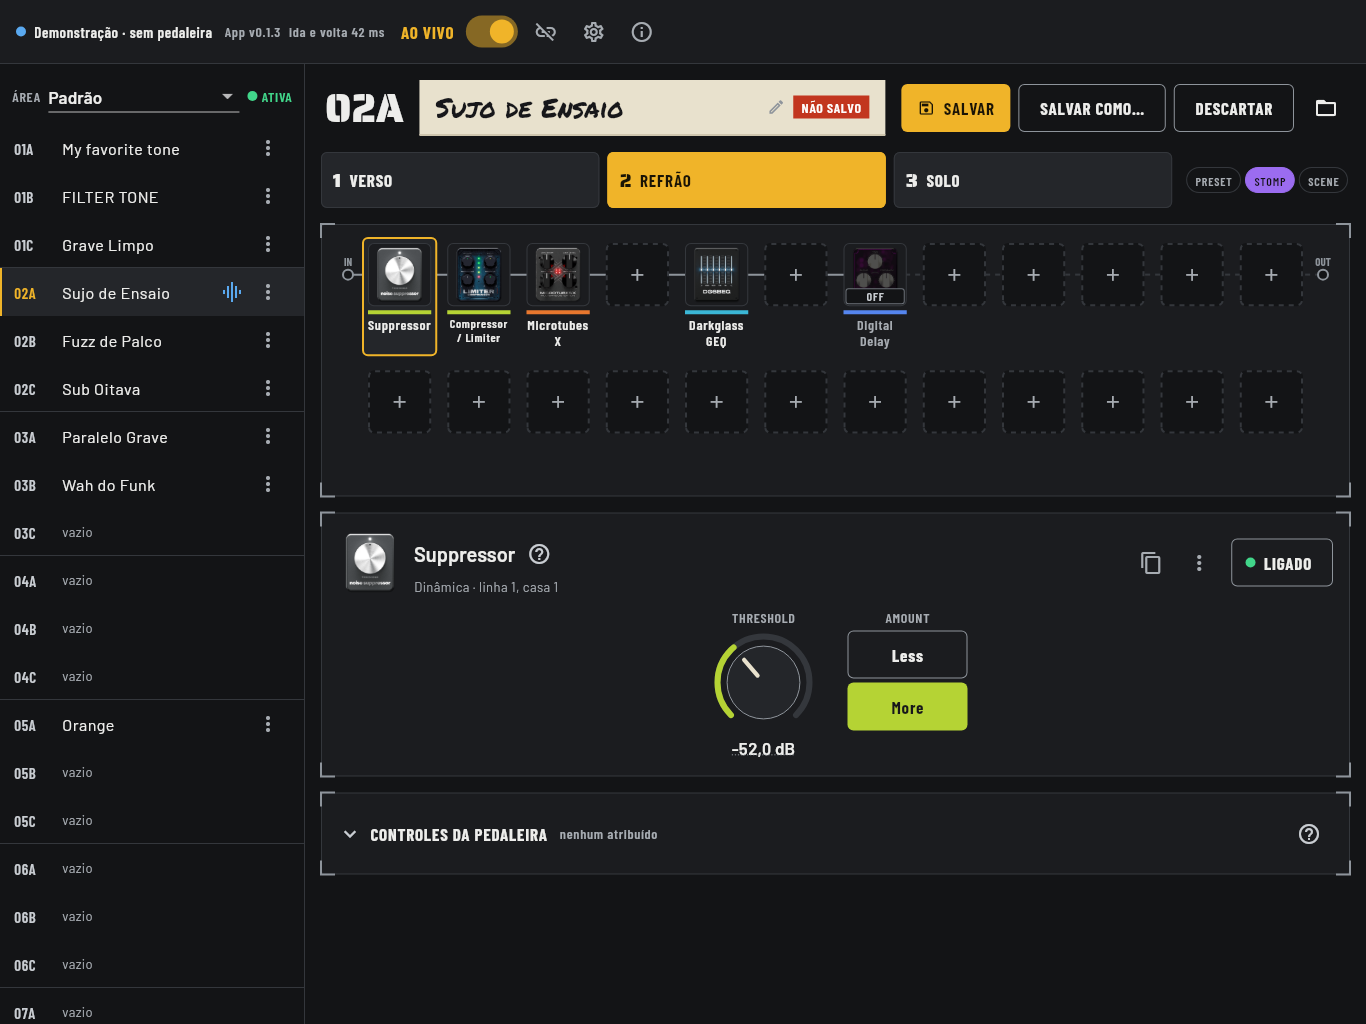 Demonstração · sem pedaleira App v0.1.3 Ida e volta 42 ms AO VIVO
ÁREA Padrão ATIVA
01A My favorite tone
01B FILTER TONE
01C Grave Limpo
02A Sujo de Ensaio
02B Fuzz de Palco
02C Sub Oitava
03A Paralelo Grave
03B Wah do Funk
03C vazio
04A vazio
04B vazio
04C vazio
05A Orange
05B vazio
05C vazio
06A vazio
06B vazio
06C vazio
07A vazio
02A Sujo de Ensaio NÃO SALVO SALVAR SALVAR COMO... DESCARTAR
1 VERSO 2 REFRÃO 3 SOLO PRESET STOMP SCENE
IN OUT
noise suppressor LIMITER OFF
Suppressor Compressor / Limiter Microtubes X Darkglass GEQ Digital Delay
Suppressor
Dinâmica · linha 1, casa 1
LIGADO
THRESHOLD AMOUNT
Less
More
-52,0 dB
CONTROLES DA PEDALEIRA nenhum atribuído